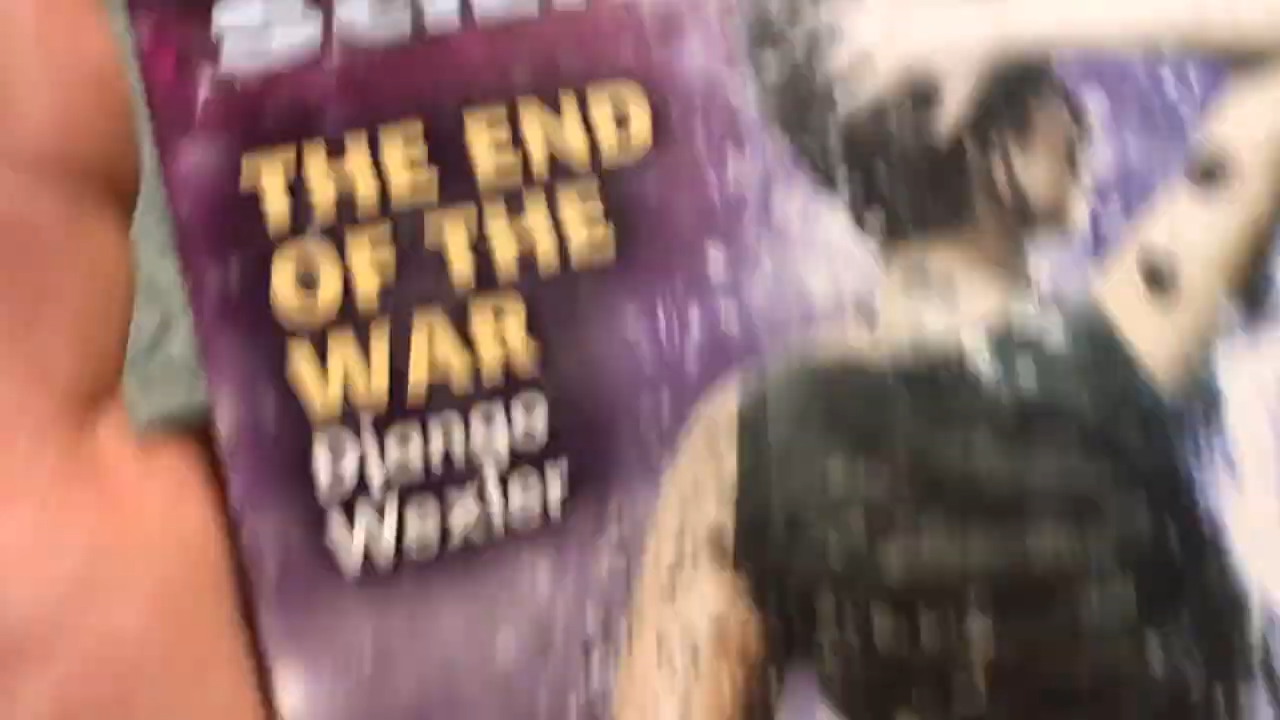 THE END
OF THE
WAR
Django
Wexler